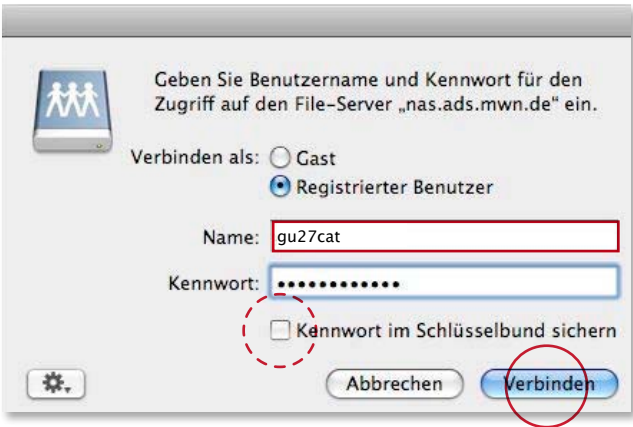 Geben Sie Benutzername und Kennwort für den
Zugriff auf den File-Server „nas.ads.mwn.de“ ein.
Verbinden als: Gast
Registrierter Benutzer
Name: gu27cat
Kennwort: ••••••••••••
Kennwort im Schlüsselbund sichern
Abbrechen Verbinden